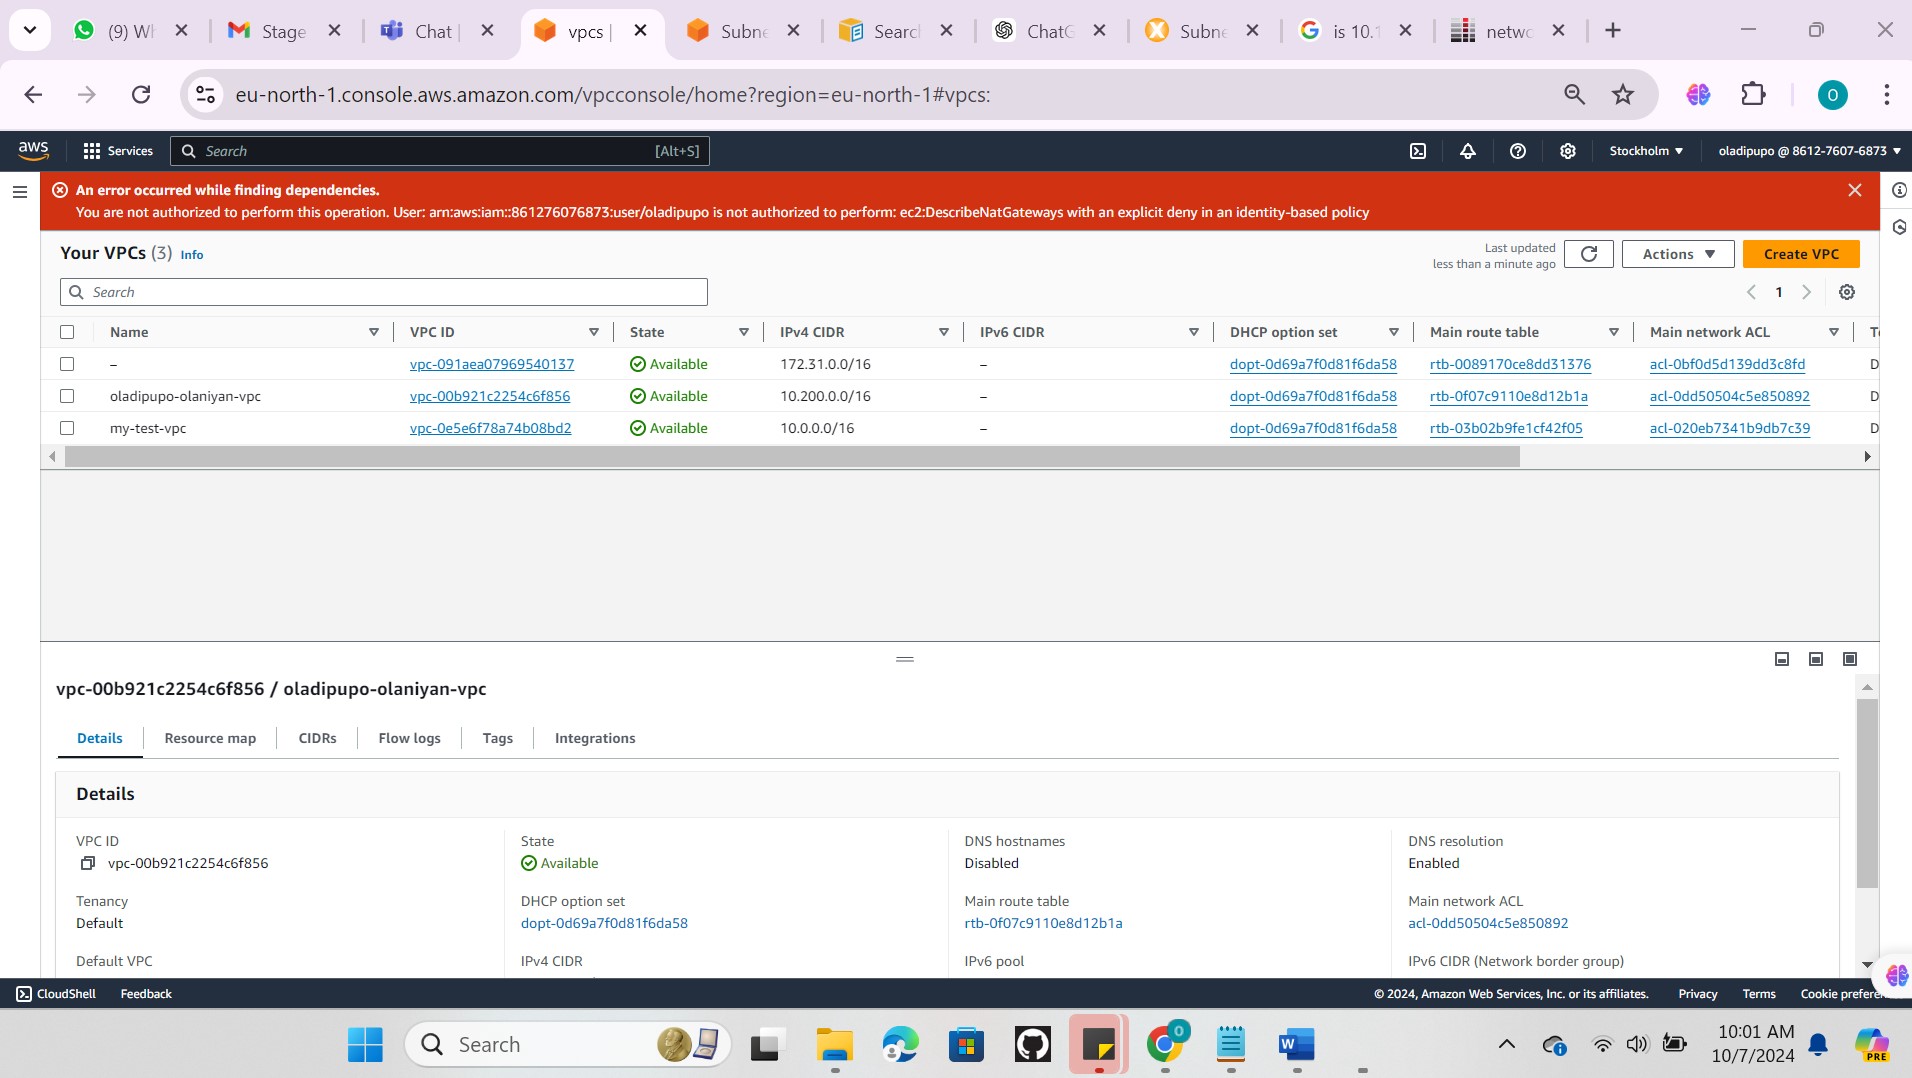 (9) Wh
Stage
Chat |
vpcs |
Subne
Search
ChatG
Subne
is 10.1
netwo
eu-north-1.console.aws.amazon.com/vpcconsole/home?region=eu-north-1#vpcs:
O
aws
Services
Search
[Alt+S]
Stockholm
oladipupo @ 8612-7607-6873
An error occurred while finding dependencies.
You are not authorized to perform this operation. User: arn:aws:iam::861276076873:user/oladipupo is not authorized to perform: ec2:DescribeNatGateways with an explicit deny in an identity-based policy
Your VPCs (3) Info
Last updated
less than a minute ago
Actions
Create VPC
Search
1
Name VPC ID State IPv4 CIDR IPv6 CIDR DHCP option set Main route table Main network ACL
– vpc-091aea07969540137 Available 172.31.0.0/16 – dopt-0d69a7f0d81f6da58 rtb-0089170ce8dd31376 acl-0bf0d5d139dd3c8fd D
oladipupo-olaniyan-vpc vpc-00b921c2254c6f856 Available 10.200.0.0/16 – dopt-0d69a7f0d81f6da58 rtb-0f07c9110e8d12b1a acl-0dd50504c5e850892 D
my-test-vpc vpc-0e5e6f78a74b08bd2 Available 10.0.0.0/16 – dopt-0d69a7f0d81f6da58 rtb-03b02b9fe1cf42f05 acl-020eb7341b9db7c39 D
vpc-00b921c2254c6f856 / oladipupo-olaniyan-vpc
Details Resource map CIDRs Flow logs Tags Integrations
Details
VPC ID
vpc-00b921c2254c6f856
State
Available
DNS hostnames
Disabled
DNS resolution
Enabled
Tenancy
Default
DHCP option set
dopt-0d69a7f0d81f6da58
Main route table
rtb-0f07c9110e8d12b1a
Main network ACL
acl-0dd50504c5e850892
Default VPC
IPv4 CIDR
IPv6 pool
IPv6 CIDR (Network border group)
CloudShell
Feedback
© 2024, Amazon Web Services, Inc. or its affiliates.
Privacy
Terms
Cookie prefere
Search
O
W
10:01 AM
10/7/2024
PRE